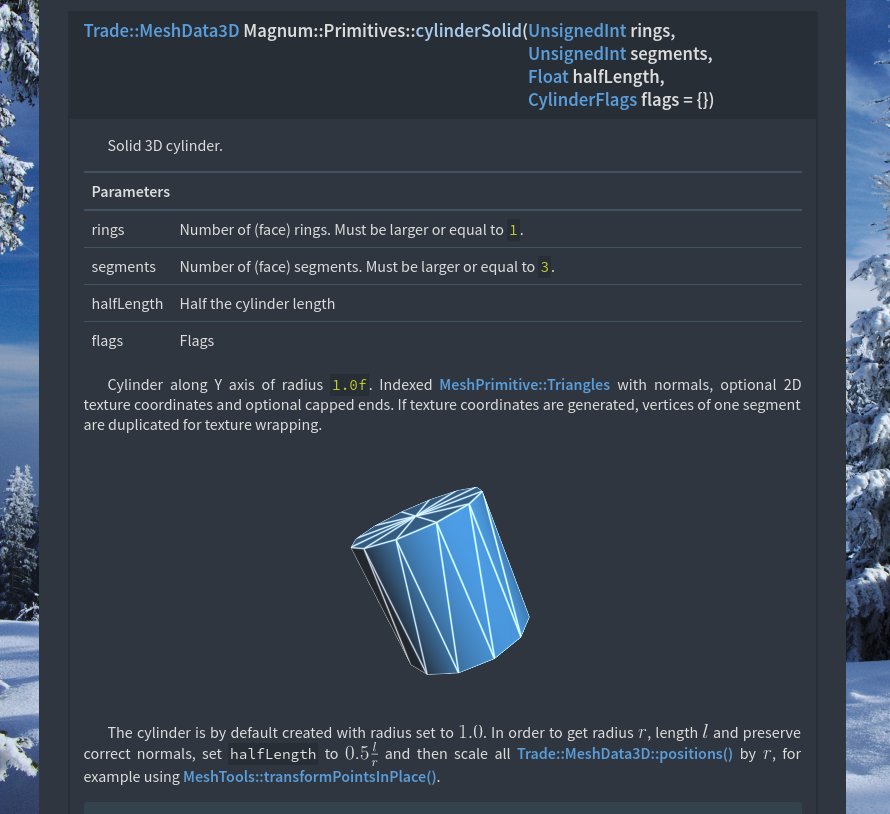 Trade::MeshData3D Magnum::Primitives::cylinderSolid(UnsignedInt rings,
UnsignedInt segments,
Float halfLength,
CylinderFlags flags = {})
Solid 3D cylinder.
Parameters
rings Number of (face) rings. Must be larger or equal to 1.
segments Number of (face) segments. Must be larger or equal to 3.
halfLength Half the cylinder length
flags Flags
Cylinder along Y axis of radius 1.0f. Indexed MeshPrimitive::Triangles with normals, optional 2D
texture coordinates and optional capped ends. If texture coordinates are generated, vertices of one segment
are duplicated for texture wrapping.
The cylinder is by default created with radius set to 1.0. In order to get radius r, length l and preserve
correct normals, set halfLength to 0.5 l/r and then scale all Trade::MeshData3D::positions() by r, for
example using MeshTools::transformPointsInPlace().